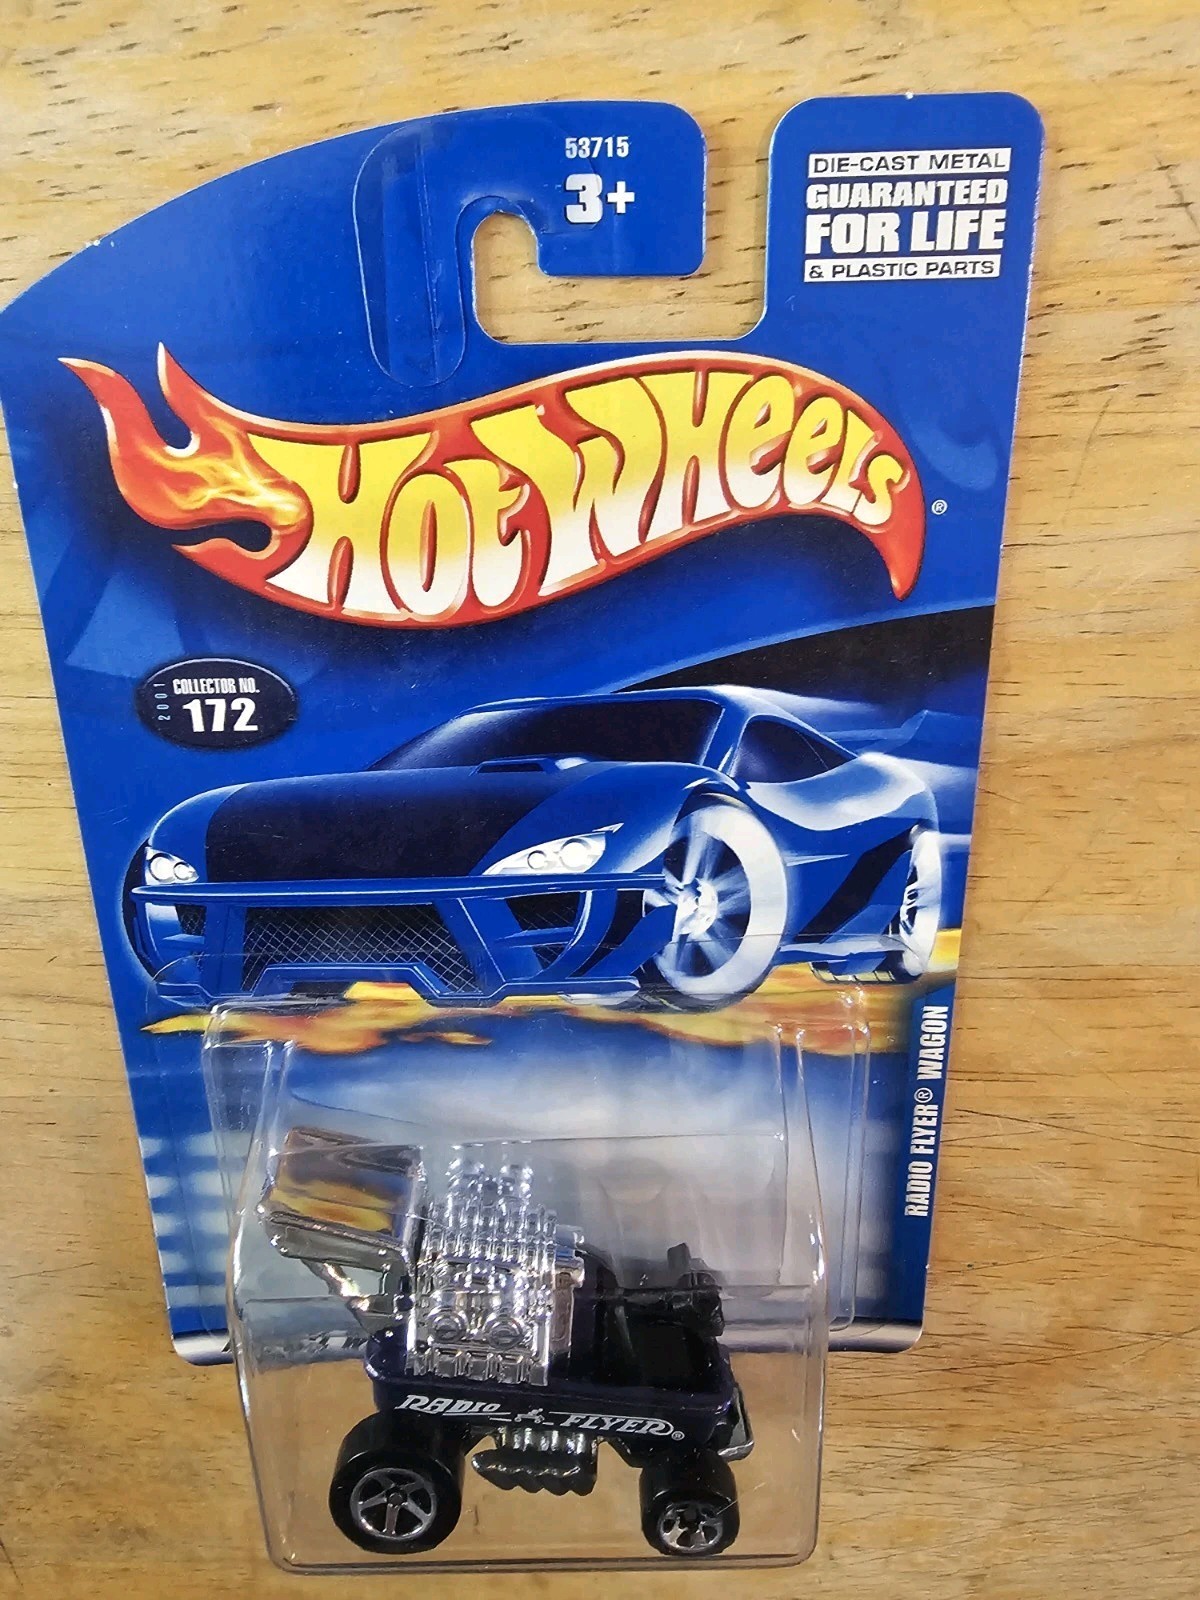 53715
3+
DIE-CAST METAL
GUARANTEED
FOR LIFE
& PLASTIC PARTS
HOT WHEELS®
2001
COLLECTOR NO.
172
RADIO FLYER® WAGON
RADIO FLYER®